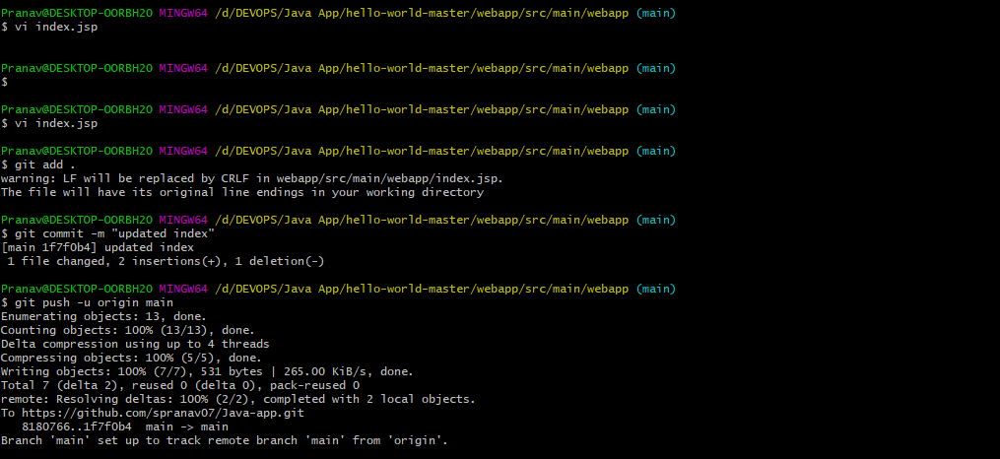 Pranav@DESKTOP-OORBH2O MINGW64 /d/DEVOPS/Java App/hello-world-master/webapp/src/main/webapp (main)
$ vi index.jsp
Pranav@DESKTOP-OORBH2O MINGW64 /d/DEVOPS/Java App/hello-world-master/webapp/src/main/webapp (main)
$
Pranav@DESKTOP-OORBH2O MINGW64 /d/DEVOPS/Java App/hello-world-master/webapp/src/main/webapp (main)
$ vi index.jsp
Pranav@DESKTOP-OORBH2O MINGW64 /d/DEVOPS/Java App/hello-world-master/webapp/src/main/webapp (main)
$ git add .
warning: LF will be replaced by CRLF in webapp/src/main/webapp/index.jsp.
The file will have its original line endings in your working directory
Pranav@DESKTOP-OORBH2O MINGW64 /d/DEVOPS/Java App/hello-world-master/webapp/src/main/webapp (main)
$ git commit -m "updated index"
[main 1f7f0b4] updated index
1 file changed, 2 insertions(+), 1 deletion(-)
Pranav@DESKTOP-OORBH2O MINGW64 /d/DEVOPS/Java App/hello-world-master/webapp/src/main/webapp (main)
$ git push -u origin main
Enumerating objects: 13, done.
Counting objects: 100% (13/13), done.
Delta compression using up to 4 threads
Compressing objects: 100% (5/5), done.
Writing objects: 100% (7/7), 531 bytes | 265.00 KiB/s, done.
Total 7 (delta 2), reused 0 (delta 0), pack-reused 0
remote: Resolving deltas: 100% (2/2), completed with 2 local objects.
To https://github.com/spranav07/Java-app.git
8180766..1f7f0b4  main -> main
Branch 'main' set up to track remote branch 'main' from 'origin'.